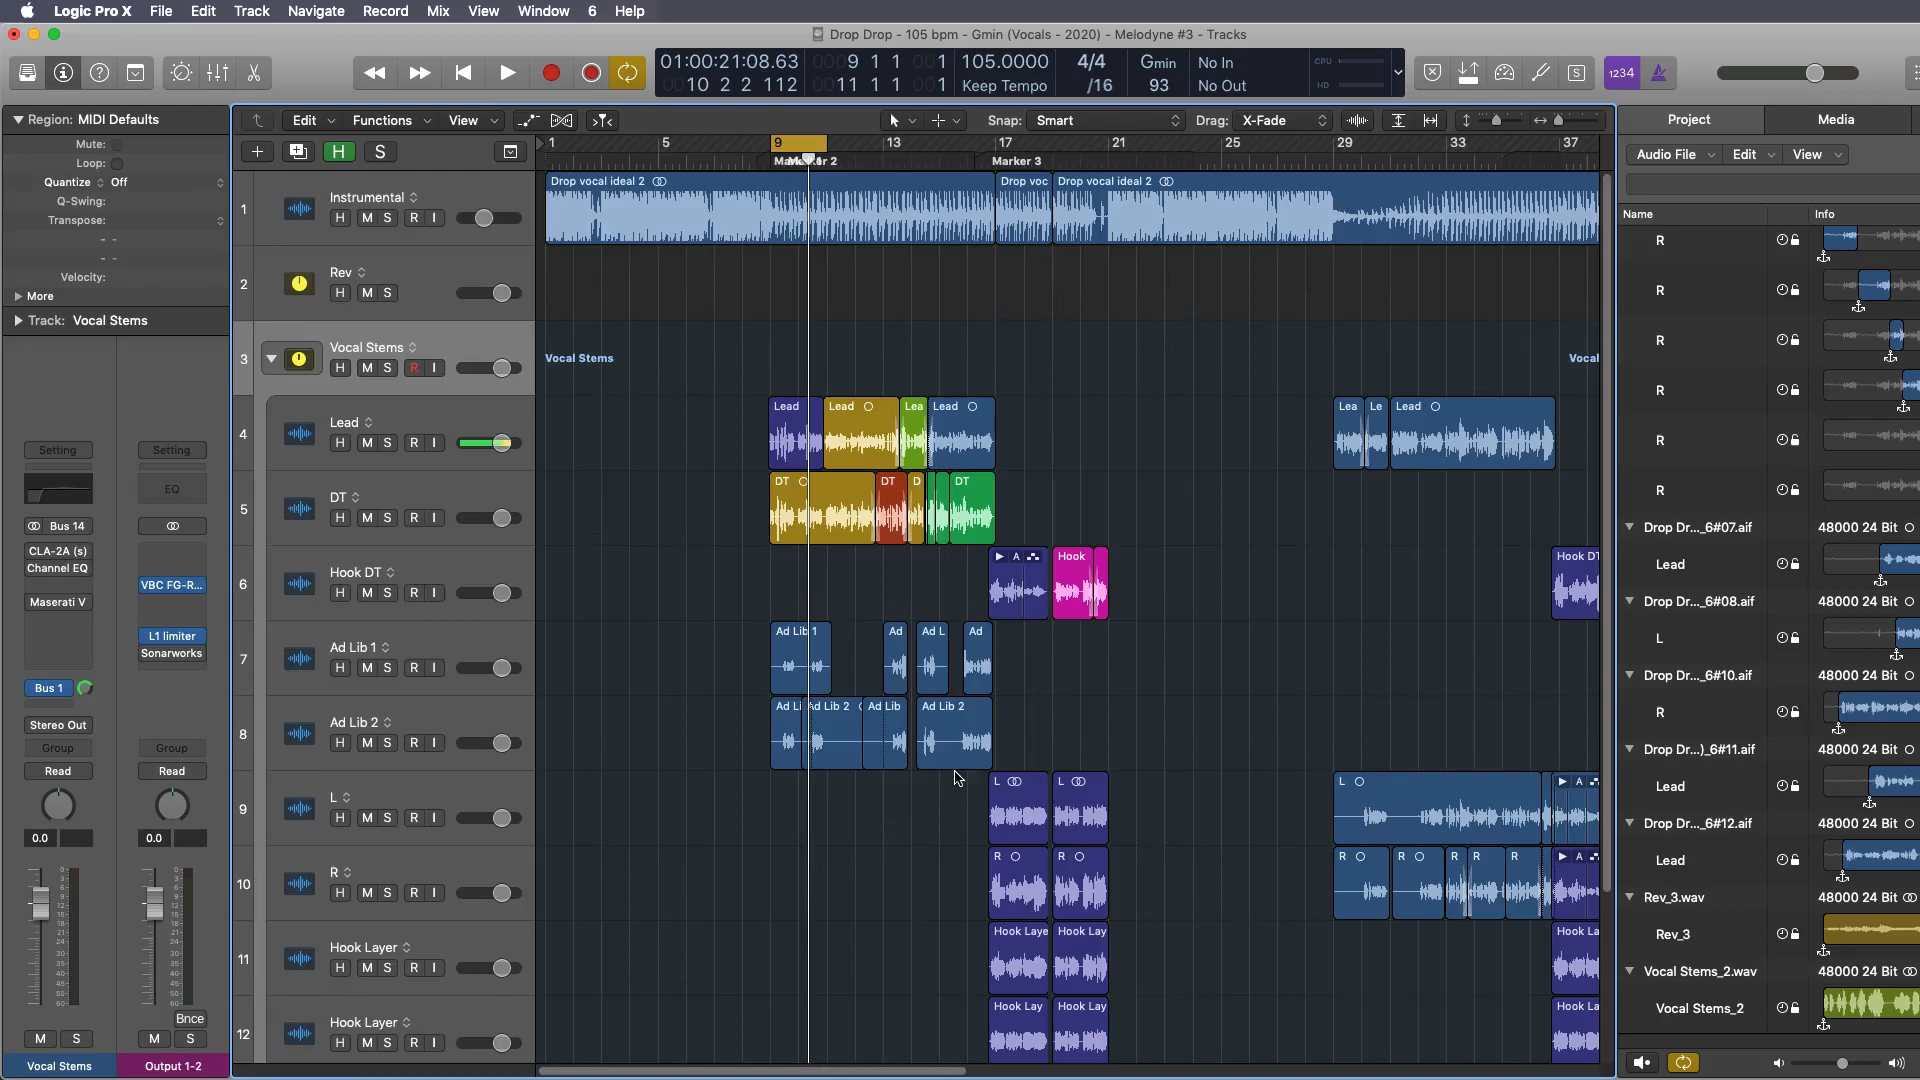 Logic Pro X File Edit Track Navigate Record Mix View Window 6 Help
Drop Drop - 105 bpm - Gmin (Vocals - 2020) - Melodyne #3 - Tracks
01:00:21:08.63 0009 1 1 001 105.0000 4/4 Gmin No In CPU
0010 2 2 112 0011 1 1 001 Keep Tempo /16 93 No Out HD
1234
Region: MIDI Defaults
Mute:
Loop:
Quantize Off
Q-Swing:
Transpose:
Velocity:
More
Track: Vocal Stems
Setting Setting
EQ
Bus 14
CLA-2A (s)
Channel EQ
VBC FG-R...
Maserati V
L1 limiter
Sonarworks
Bus 1
Stereo Out
Group Group
Read Read
0.0 0.0
Bnce
M S M S
Vocal Stems Output 1-2
Edit Functions View Snap: Smart Drag: X-Fade
H S
1 5 9 13 17 21 25 29 33 37
Marker 2 Marker 3
1 Instrumental
H M S R I
Drop vocal ideal 2 Drop voc Drop vocal ideal 2
2 Rev
H M S
3 Vocal Stems
H M S R I
Vocal Stems Vocal
4 Lead
H M S R I
Lead Lead Lea Lead Lea Le Lead
5 DT
H M S R I
DT DT D DT
6 Hook DT
H M S R I
A Hook Hook DT
7 Ad Lib 1
H M S R I
Ad Lib 1 Ad Ad L Ad
8 Ad Lib 2
H M S R I
Ad Li Ad Lib 2 Ad Lib Ad Lib 2
9 L
H M S R I
L L L A
10 R
H M S R I
R R R R R R R A
11 Hook Layer
H M S R I
Hook Laye Hook Lay Hook La
12 Hook Layer
H M S R I
Hook Lay Hook Lay Hook La
Project Media
Audio File Edit View
Name Info
R
R
R
R
R
R
Drop Dr..._6#07.aif 48000 24 Bit
Lead
Drop Dr..._6#08.aif 48000 24 Bit
L
Drop Dr..._6#10.aif 48000 24 Bit
R
Drop Dr...)_6#11.aif 48000 24 Bit
Lead
Drop Dr..._6#12.aif 48000 24 Bit
Lead
Rev_3.wav 48000 24 Bit
Rev_3
Vocal Stems_2.wav 48000 24 Bit
Vocal Stems_2